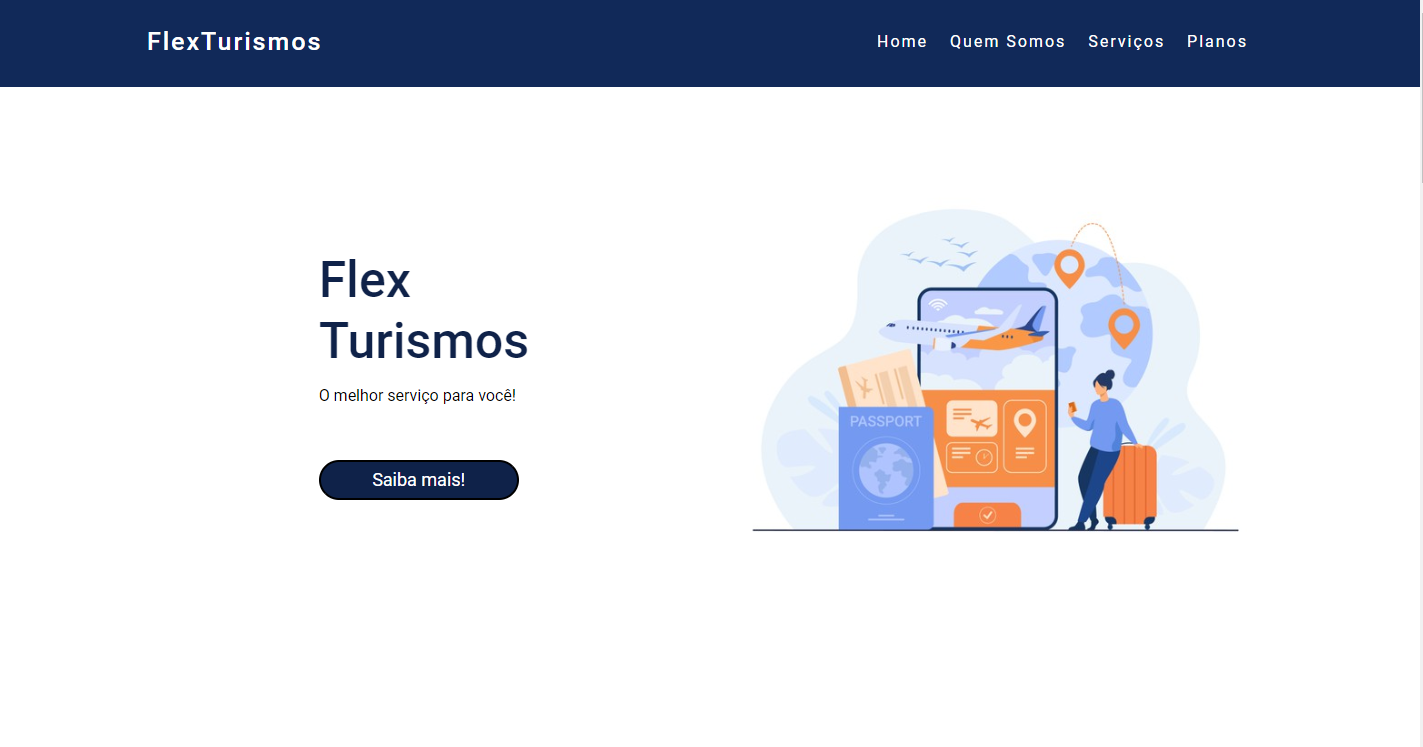 FlexTurismos
Home Quem Somos Serviços Planos
Flex
Turismos
O melhor serviço para você!
Saiba mais!
PASSPORT